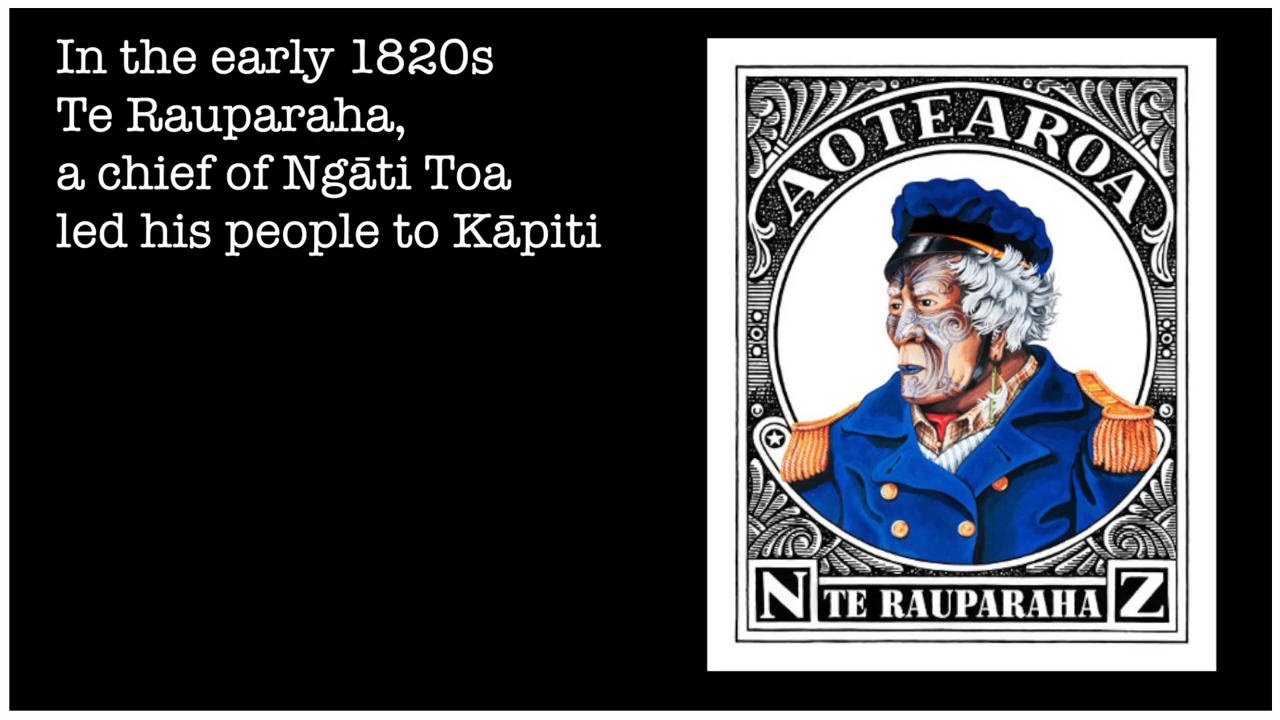 In the early 1820s
Te Rauparaha,
a chief of Ngāti Toa
led his people to Kāpiti
AOTEAROA
N TE RAUPARAHA Z